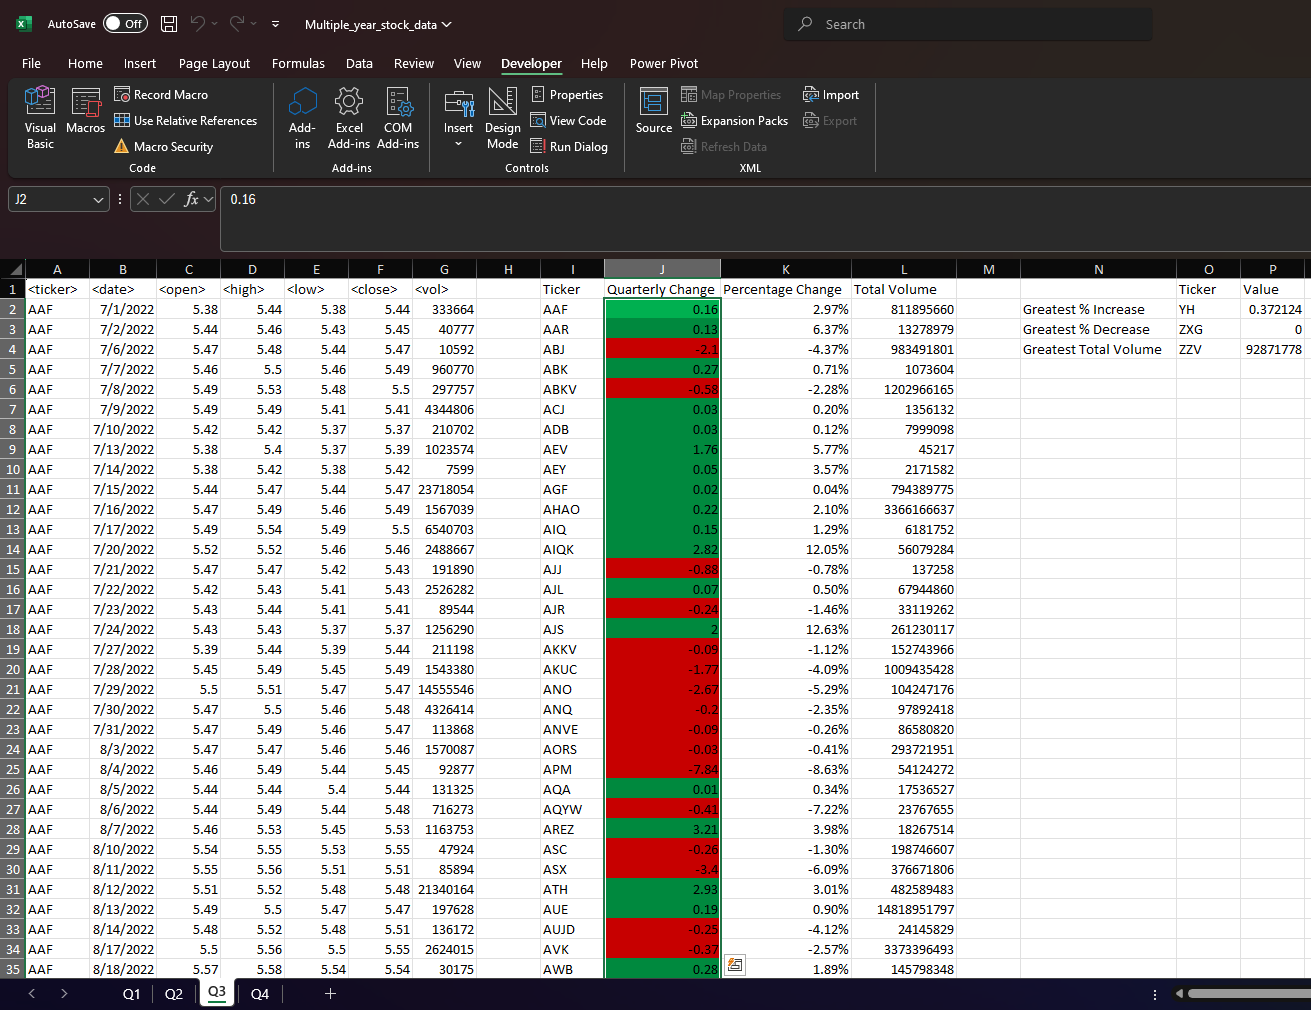 AutoSave Off Multiple_year_stock_data Search
File Home Insert Page Layout Formulas Data Review View Developer Help Power Pivot
Visual Basic
Macros
Record Macro
Use Relative References
Macro Security
Code
Add-ins
Excel Add-ins
COM Add-ins
Add-ins
Insert
Design Mode
Properties
View Code
Run Dialog
Controls
Source
Map Properties
Expansion Packs
Refresh Data
Import
Export
XML
J2 fx 0.16
A B C D E F G H I J K L M N O P
1 <ticker> <date> <open> <high> <low> <close> <vol> Ticker Quarterly Change Percentage Change Total Volume Ticker Value
2 AAF 7/1/2022 5.38 5.44 5.38 5.44 333664 AAF 0.16 2.97% 811895660 Greatest % Increase YH 0.372124
3 AAF 7/2/2022 5.44 5.46 5.43 5.45 40777 AAR 0.13 6.37% 13278979 Greatest % Decrease ZXG 0
4 AAF 7/6/2022 5.47 5.48 5.44 5.47 10592 ABJ -2.1 -4.37% 983491801 Greatest Total Volume ZZV 92871778
5 AAF 7/7/2022 5.46 5.5 5.46 5.49 960770 ABK 0.27 0.71% 1073604
6 AAF 7/8/2022 5.49 5.53 5.48 5.5 297757 ABKV -0.58 -2.28% 1202966165
7 AAF 7/9/2022 5.49 5.49 5.41 5.41 4344806 ACJ 0.03 0.20% 1356132
8 AAF 7/10/2022 5.42 5.42 5.37 5.37 210702 ADB 0.03 0.12% 7999098
9 AAF 7/13/2022 5.38 5.4 5.37 5.39 1023574 AEV 1.76 5.77% 45217
10 AAF 7/14/2022 5.38 5.42 5.38 5.42 7599 AEY 0.05 3.57% 2171582
11 AAF 7/15/2022 5.44 5.47 5.44 5.47 23718054 AGF 0.02 0.04% 794389775
12 AAF 7/16/2022 5.47 5.49 5.46 5.49 1567039 AHAO 0.22 2.10% 3366166637
13 AAF 7/17/2022 5.49 5.54 5.49 5.5 6540703 AIQ 0.15 1.29% 6181752
14 AAF 7/20/2022 5.52 5.52 5.46 5.46 2488667 AIQK 2.82 12.05% 56079284
15 AAF 7/21/2022 5.47 5.47 5.42 5.43 191890 AJJ -0.88 -0.78% 137258
16 AAF 7/22/2022 5.42 5.43 5.41 5.43 2526282 AJL 0.07 0.50% 67944860
17 AAF 7/23/2022 5.43 5.44 5.41 5.41 89544 AJR -0.24 -1.46% 33119262
18 AAF 7/24/2022 5.43 5.43 5.37 5.37 1256290 AJS 2 12.63% 261230117
19 AAF 7/27/2022 5.39 5.44 5.39 5.44 211198 AKKV -0.09 -1.12% 152743966
20 AAF 7/28/2022 5.45 5.49 5.45 5.49 1543380 AKUC -1.77 -4.09% 1009435428
21 AAF 7/29/2022 5.5 5.51 5.47 5.47 14555546 ANO -2.67 -5.29% 104247176
22 AAF 7/30/2022 5.47 5.5 5.46 5.48 4326414 ANQ -0.2 -2.35% 97892418
23 AAF 7/31/2022 5.47 5.49 5.46 5.47 113868 ANVE -0.09 -0.26% 86580820
24 AAF 8/3/2022 5.47 5.47 5.46 5.46 1570087 AORS -0.03 -0.41% 293721951
25 AAF 8/4/2022 5.46 5.49 5.44 5.45 92877 APM -7.84 -8.63% 54124272
26 AAF 8/5/2022 5.44 5.44 5.4 5.44 131325 AQA 0.01 0.34% 17536527
27 AAF 8/6/2022 5.44 5.49 5.44 5.48 716273 AQYW -0.41 -7.22% 23767655
28 AAF 8/7/2022 5.46 5.53 5.45 5.53 1163753 AREZ 3.21 3.98% 18267514
29 AAF 8/10/2022 5.54 5.55 5.53 5.55 47924 ASC -0.26 -1.30% 198746607
30 AAF 8/11/2022 5.55 5.56 5.51 5.51 85894 ASX -3.4 -6.09% 376671806
31 AAF 8/12/2022 5.51 5.52 5.48 5.48 21340164 ATH 2.93 3.01% 482589483
32 AAF 8/13/2022 5.49 5.5 5.47 5.47 197628 AUE 0.19 0.90% 14818951797
33 AAF 8/14/2022 5.48 5.52 5.48 5.51 136172 AUJD -0.25 -4.12% 24145829
34 AAF 8/17/2022 5.5 5.56 5.5 5.55 2624015 AVK -0.37 -2.57% 3373396493
35 AAF 8/18/2022 5.57 5.58 5.54 5.54 30175 AWB 0.28 1.89% 145798348
Q1 Q2 Q3 Q4